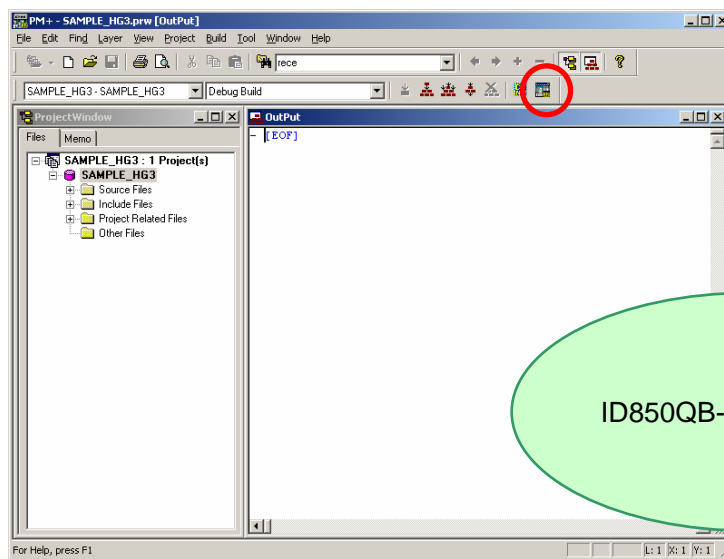 PM+ - SAMPLE_HG3.prw [OutPut]
File Edit Find Layer View Project Build Tool Window Help
rece
SAMPLE_HG3 - SAMPLE_HG3 Debug Build
ProjectWindow
OutPut
Files Memo
[EOF]
SAMPLE_HG3 : 1 Project(s)
SAMPLE_HG3
Source Files
Include Files
Project Related Files
Other Files
ID850QB-
For Help, press F1
L: 1 X: 1 Y: 1